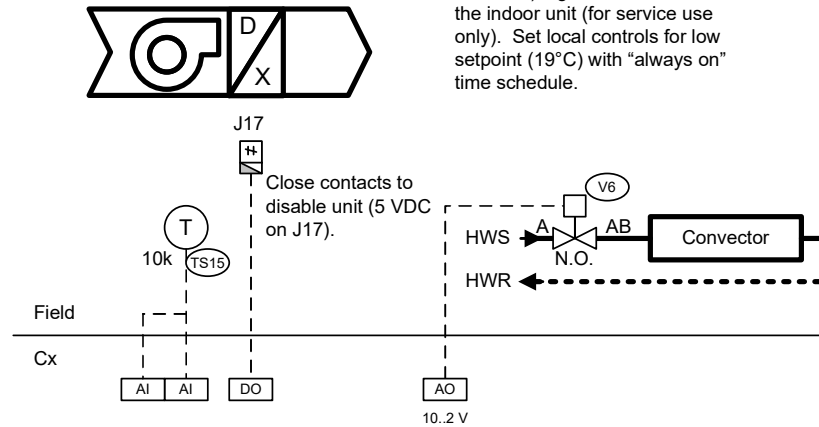 the indoor unit (for service use
only). Set local controls for low
setpoint (19°C) with “always on”
time schedule.
D
X
J17
Close contacts to
disable unit (5 VDC
on J17).
T
10k
TS15
V6
HWS
A
AB
N.O.
Convector
HWR
Field
Cx
AI
AI
DO
AO
10..2 V